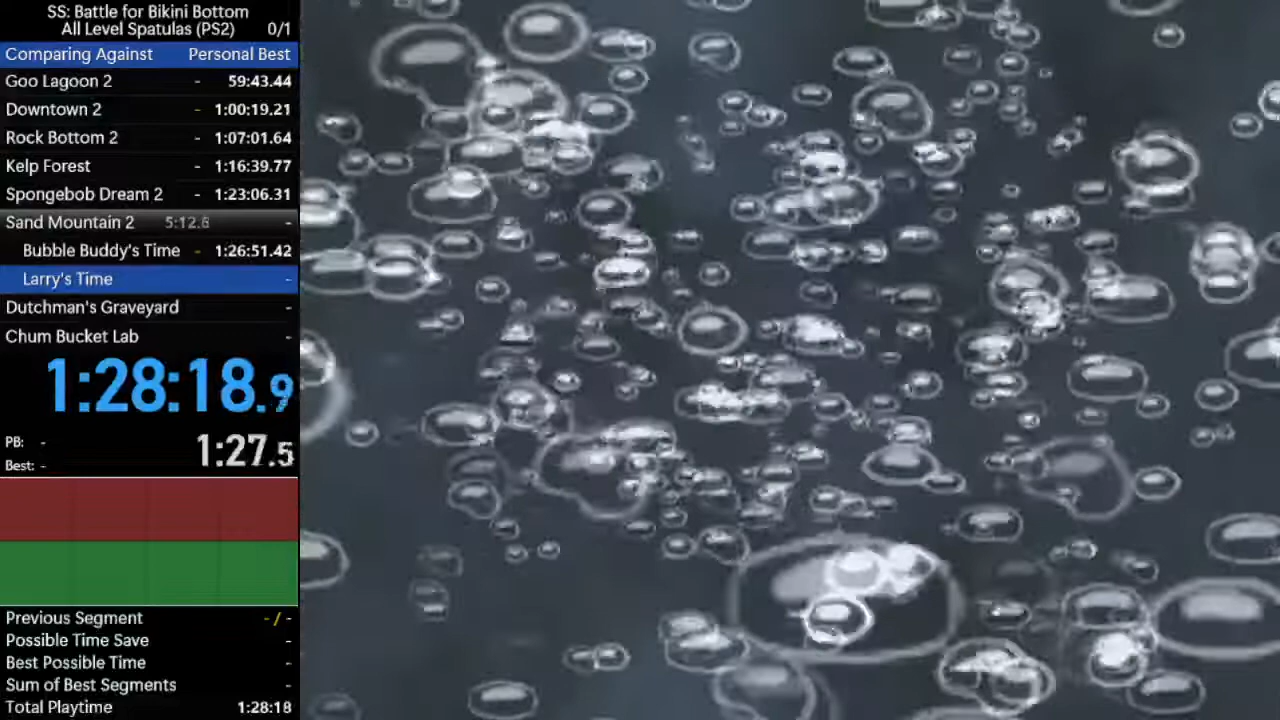 SS: Battle for Bikini Bottom
All Level Spatulas (PS2) 0/1
Comparing Against Personal Best
Goo Lagoon 2 - 59:43.44
Downtown 2 - 1:00:19.21
Rock Bottom 2 - 1:07:01.64
Kelp Forest - 1:16:39.77
Spongebob Dream 2 - 1:23:06.31
Sand Mountain 2 5:12.8 -
Bubble Buddy's Time - 1:26:51.42
Larry's Time -
Dutchman's Graveyard -
Chum Bucket Lab -
1:28:18.9
PB: - 1:27.5
Best: -
Previous Segment - / -
Possible Time Save -
Best Possible Time -
Sum of Best Segments -
Total Playtime 1:28:18